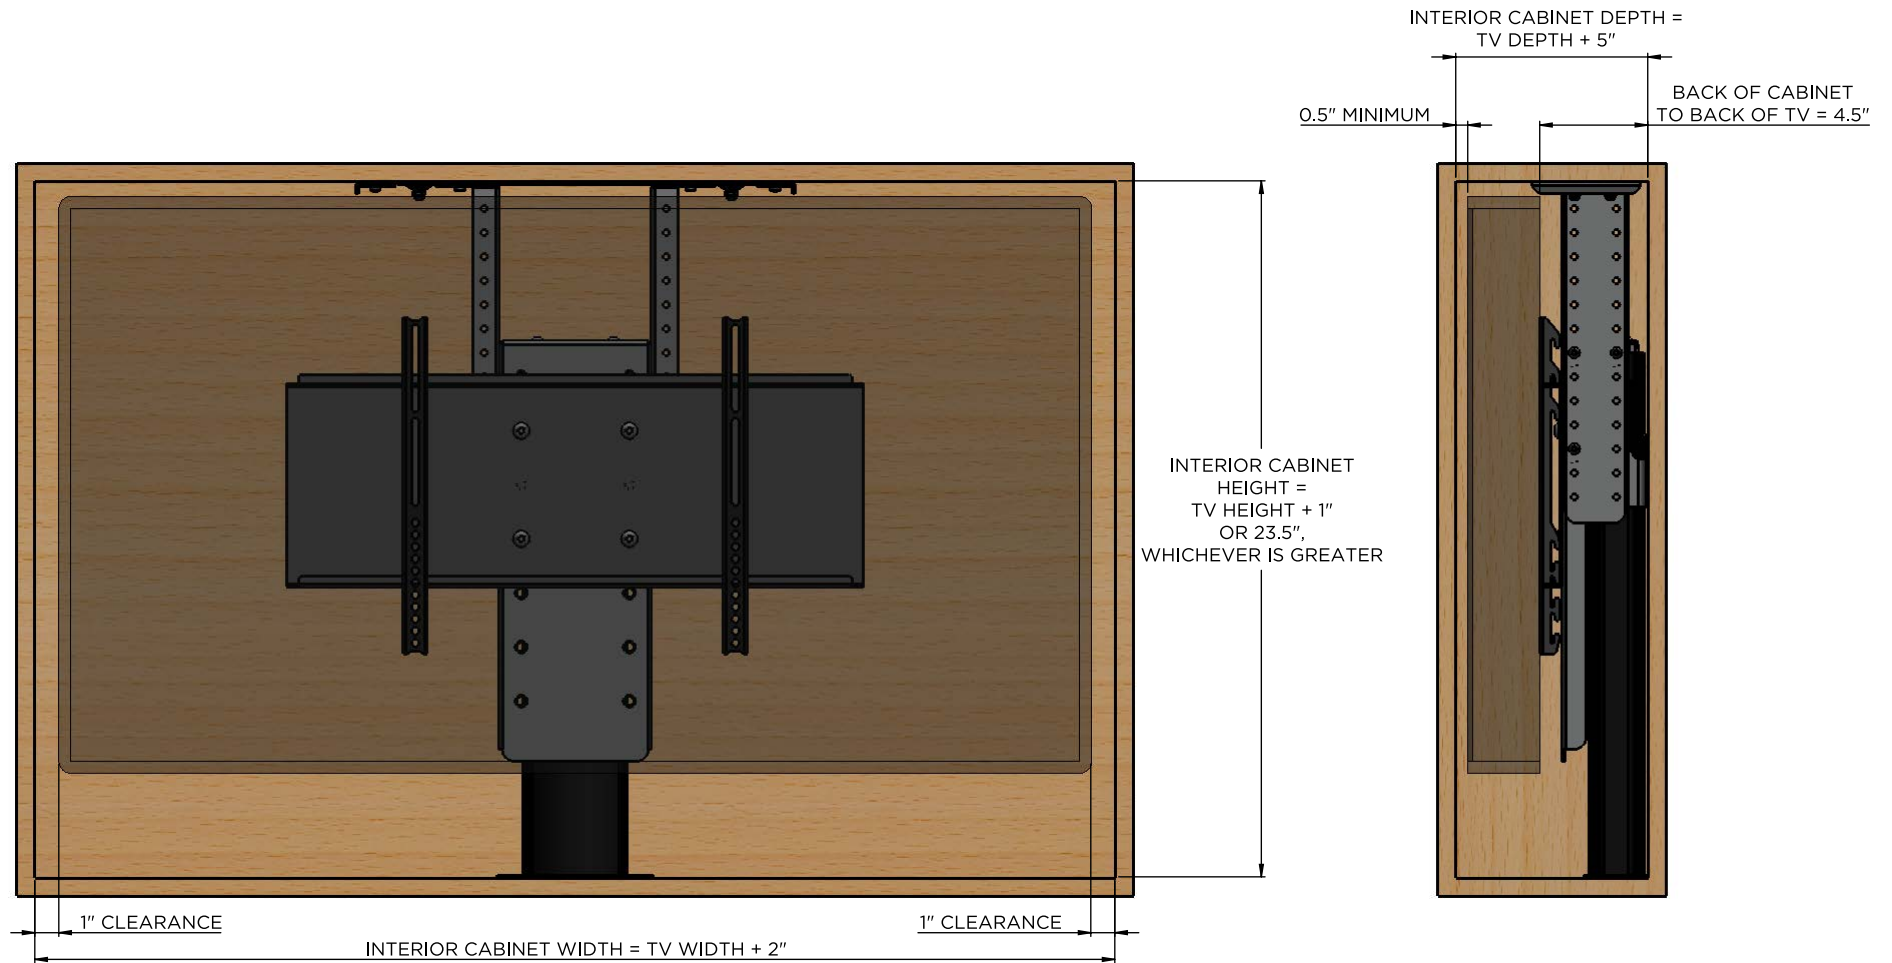 INTERIOR CABINET DEPTH =
TV DEPTH + 5"
0.5" MINIMUM
BACK OF CABINET
TO BACK OF TV = 4.5"
INTERIOR CABINET
HEIGHT =
TV HEIGHT + 1"
OR 23.5",
WHICHEVER IS GREATER
1" CLEARANCE
1" CLEARANCE
INTERIOR CABINET WIDTH = TV WIDTH + 2"